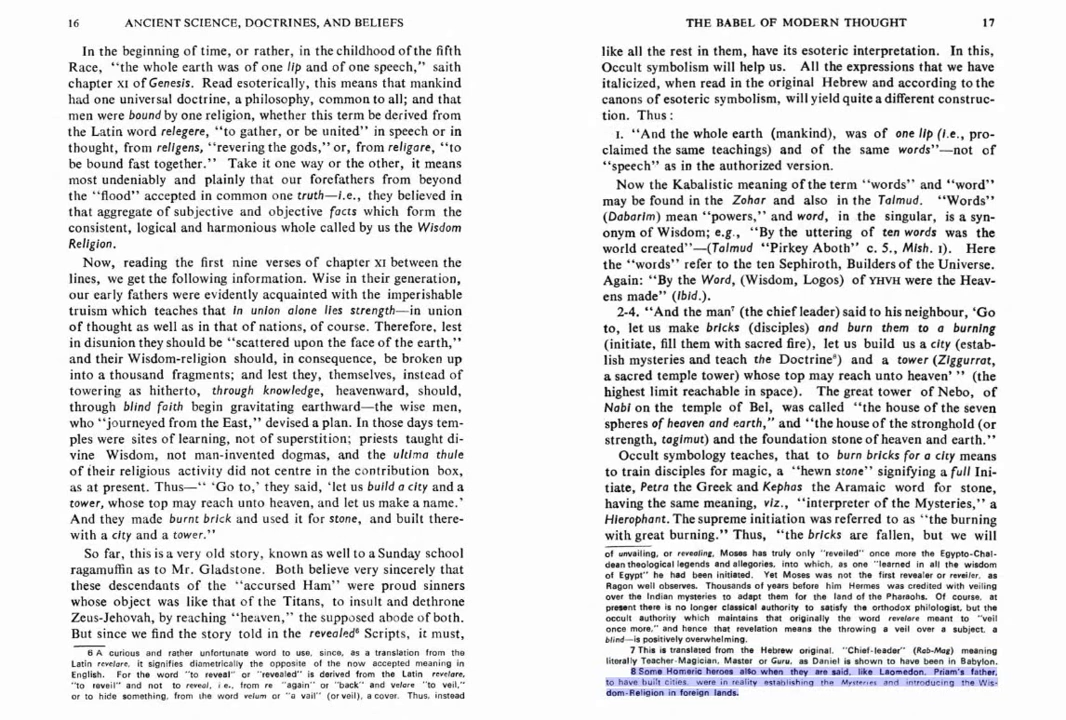 16 ANCIENT SCIENCE, DOCTRINES, AND BELIEFS
In the beginning of time, or rather, in the childhood of the fifth
Race, "the whole earth was of one lip and of one speech," saith
chapter XI of Genesis. Read esoterically, this means that mankind
had one universal doctrine, a philosophy, common to all; and that
men were bound by one religion, whether this term be derived from
the Latin word relegere, "to gather, or be united" in speech or in
thought, from religens, "revering the gods," or, from religare, "to
be bound fast together." Take it one way or the other, it means
most undeniably and plainly that our forefathers from beyond
the "flood" accepted in common one truth—i.e., they believed in
that aggregate of subjective and objective facts which form the
consistent, logical and harmonious whole called by us the Wisdom
Religion.
Now, reading the first nine verses of chapter XI between the
lines, we get the following information. Wise in their generation,
our early fathers were evidently acquainted with the imperishable
truism which teaches that in union alone lies strength—in union
of thought as well as in that of nations, of course. Therefore, lest
in disunion they should be "scattered upon the face of the earth,"
and their Wisdom-religion should, in consequence, be broken up
into a thousand fragments; and lest they, themselves, instead of
towering as hitherto, through knowledge, heavenward, should,
through blind faith begin gravitating earthward—the wise men,
who "journeyed from the East," devised a plan. In those days tem-
ples were sites of learning, not of superstition; priests taught di-
vine Wisdom, not man-invented dogmas, and the ultima thule
of their religious activity did not centre in the contribution box,
as at present. Thus—" 'Go to,' they said, 'let us build a city and a
tower, whose top may reach unto heaven, and let us make a name.'
And they made burnt brick and used it for stone, and built there-
with a city and a tower."
So far, this is a very old story, known as well to a Sunday school
ragamuffin as to Mr. Gladstone. Both believe very sincerely that
these descendants of the "accursed Ham" were proud sinners
whose object was like that of the Titans, to insult and dethrone
Zeus-Jehovah, by reaching "heaven," the supposed abode of both.
But since we find the story told in the revealed⁶ Scripts, it must,
6 A curious and rather unfortunate word to use, since, as a translation from the
Latin revelare, it signifies diametrically the opposite of the now accepted meaning in
English. For the word "to reveal" or "revealed" is derived from the Latin revelare,
"to reveil" and not to reveal, i.e., from re "again" or "back" and velare "to veil,"
or to hide something, from the word velum or "a vail" (or veil), a cover. Thus, instead
THE BABEL OF MODERN THOUGHT 17
like all the rest in them, have its esoteric interpretation. In this,
Occult symbolism will help us. All the expressions that we have
italicized, when read in the original Hebrew and according to the
canons of esoteric symbolism, will yield quite a different construc-
tion. Thus:
1. "And the whole earth (mankind), was of one lip (i.e., pro-
claimed the same teachings) and of the same words"—not of
"speech" as in the authorized version.
Now the Kabalistic meaning of the term "words" and "word"
may be found in the Zohar and also in the Talmud. "Words"
(Dabarim) mean "powers," and word, in the singular, is a syn-
onym of Wisdom; e.g., "By the uttering of ten words was the
world created"—(Talmud "Pirkey Aboth" c. 5., Mish. 1). Here
the "words" refer to the ten Sephiroth, Builders of the Universe.
Again: "By the Word, (Wisdom, Logos) of YHVH were the Heav-
ens made" (Ibid.).
2-4. "And the man⁷ (the chief leader) said to his neighbour, 'Go
to, let us make bricks (disciples) and burn them to a burning
(initiate, fill them with sacred fire), let us build us a city (estab-
lish mysteries and teach the Doctrine⁸) and a tower (Ziggurrat,
a sacred temple tower) whose top may reach unto heaven' " (the
highest limit reachable in space). The great tower of Nebo, of
Nabi on the temple of Bel, was called "the house of the seven
spheres of heaven and earth," and "the house of the stronghold (or
strength, tagimut) and the foundation stone of heaven and earth."
Occult symbology teaches, that to burn bricks for a city means
to train disciples for magic, a "hewn stone" signifying a full Ini-
tiate, Petra the Greek and Kephas the Aramaic word for stone,
having the same meaning, viz., "interpreter of the Mysteries," a
Hierophant. The supreme initiation was referred to as "the burning
with great burning." Thus, "the bricks are fallen, but we will
of unvailing, or revealing, Moses has truly only "reveiled" once more the Egypto-Chal-
dean theological legends and allegories, into which, as one "learned in all the wisdom
of Egypt" he had been initiated. Yet Moses was not the first revealer or reveiler, as
Ragon well observes. Thousands of years before him Hermes was credited with veiling
over the Indian mysteries to adapt them for the land of the Pharaohs. Of course, at
present there is no longer classical authority to satisfy the orthodox philologist, but the
occult authority which maintains that originally the word revelare meant to "veil
once more," and hence that revelation means the throwing a veil over a subject, a
blind—is positively overwhelming.
7 This is translated from the Hebrew original. "Chief-leader" (Rab-Mag) meaning
literally Teacher-Magician, Master or Guru, as Daniel is shown to have been in Babylon.
8 Some Homeric heroes also when they are said, like Laomedon, Priam's father,
to have built cities, were in reality establishing the Mysteries and introducing the Wis-
dom-Religion in foreign lands.